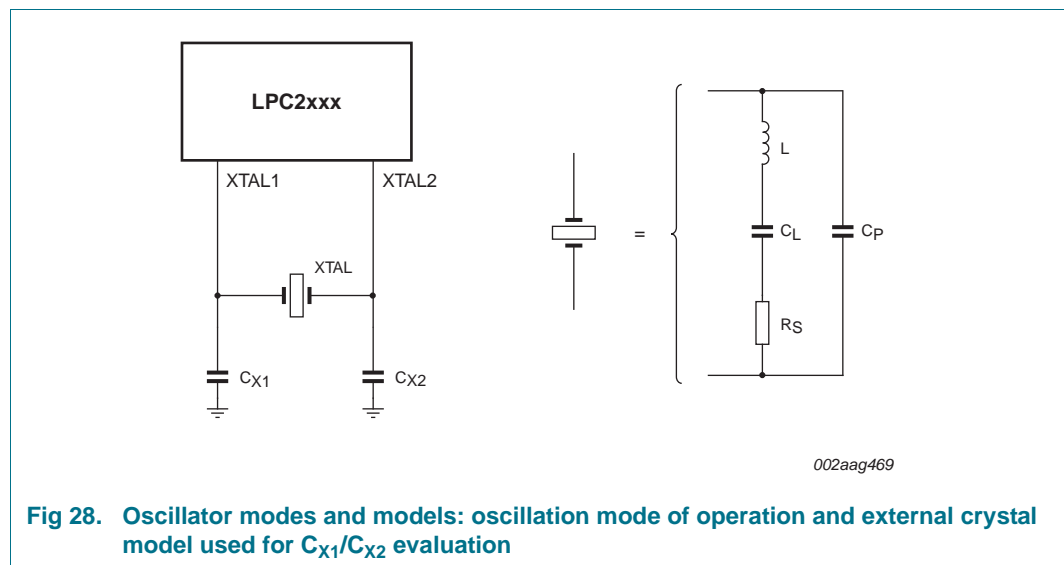 LPC2xxx
XTAL1
XTAL2
XTAL
CX1
CX2
=
L
CL
CP
RS
002aag469
Fig 28. Oscillator modes and models: oscillation mode of operation and external crystal
model used for CX1/CX2 evaluation